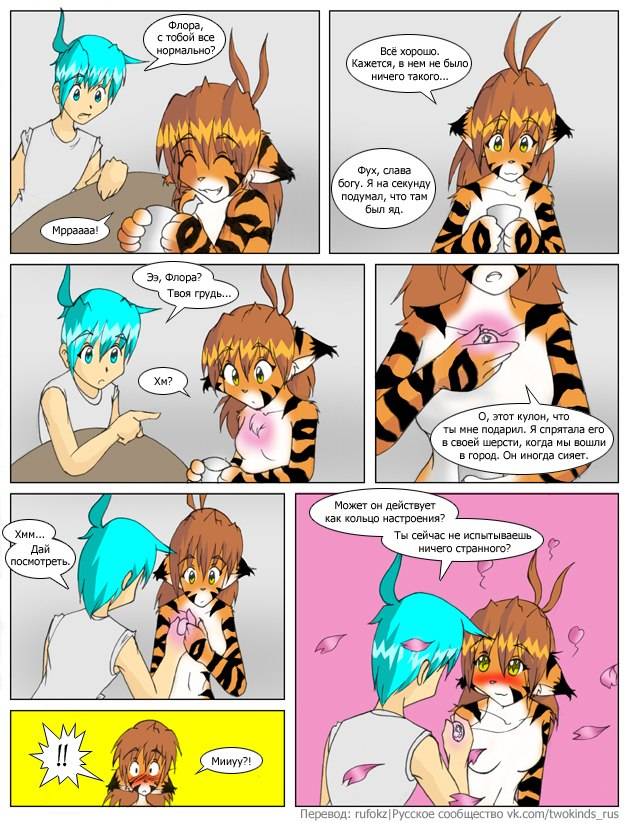 Флора,
с тобой все
нормально?
Мрраааа!
Всё хорошо.
Кажется, в нем не было
ничего такого...
Фух, слава
богу. Я на секунду
подумал, что там
был яд.
Ээ, Флора?
Твоя грудь...
Хм?
О, этот кулон, что
ты мне подарил. Я спрятала его
в своей шерсти, когда мы вошли
в город. Он иногда сияет.
Хмм...
Дай
посмотреть.
Может он действует
как кольцо настроения?
Ты сейчас не испытываешь
ничего странного?
!!
Мииуу?!
Перевод: rufokz|Русское сообщество vk.com/twokinds_rus